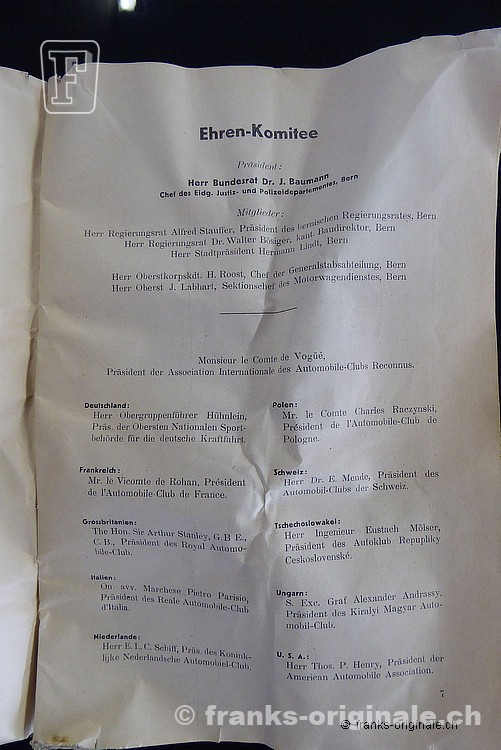 F
Ehren-Komitee
Präsident:
Herr Bundesrat Dr. J. Baumann
Chef des Eidg. Justiz- und Polizeidepartementes, Bern
Mitglieder:
Herr Regierungsrat Alfred Stauffer, Präsident des bernischen Regierungsrates, Bern
Herr Regierungsrat Dr. Walter Bösiger, kant. Baudirektor, Bern
Herr Stadtpräsident Hermann Lindt, Bern
Herr Oberstkorpskdt. H. Roost, Chef der Generalstabsabteilung, Bern
Herr Oberst J. Labhart, Sektionschef des Motorwagendienstes, Bern
Monsieur le Comte de Vogüé,
Präsident der Association Internationale des Automobile-Clubs Reconnus.
Deutschland:
Herr Obergruppenführer Hühnlein,
Präs. der Obersten Nationalen Sport-
behörde für die deutsche Kraftfahrt.
Frankreich:
Mr. le Vicomte de Rohan, Président
de l'Automobile-Club de France.
Grossbritanien:
The Hon. Sir Arthur Stanley, G.B E.,
C. B., Präsident des Royal Automo-
bile-Club.
Italien:
On. avv. Marchese Pietro Parisio,
Präsident des Reale Automobile-Club
d'Italia.
Niederlande:
Herr E. L. C. Schiff, Präs. des Konink-
lijke Nederlandsche Automobiel-Club.
Polen:
Mr. le Comte Charles Raczynski,
Président de l'Automobile-Club de
Pologne.
Schweiz:
Herr Dr. E. Mende, Präsident des
Automobil-Clubs der Schweiz.
Tschechoslowakei:
Herr Ingenieur Eustach Mölser,
Präsident des Autoklub Repupliky
Ceskoslovenské.
Ungarn:
S. Exc. Graf Alexander Andrassy,
Präsident des Kiralyi Magyar Auto-
mobil-Club.
U. S. A.:
Herr Thos. P. Henry, Präsident der
American Automobile Association.
7
© franks-originale.ch
© franks-originale.ch